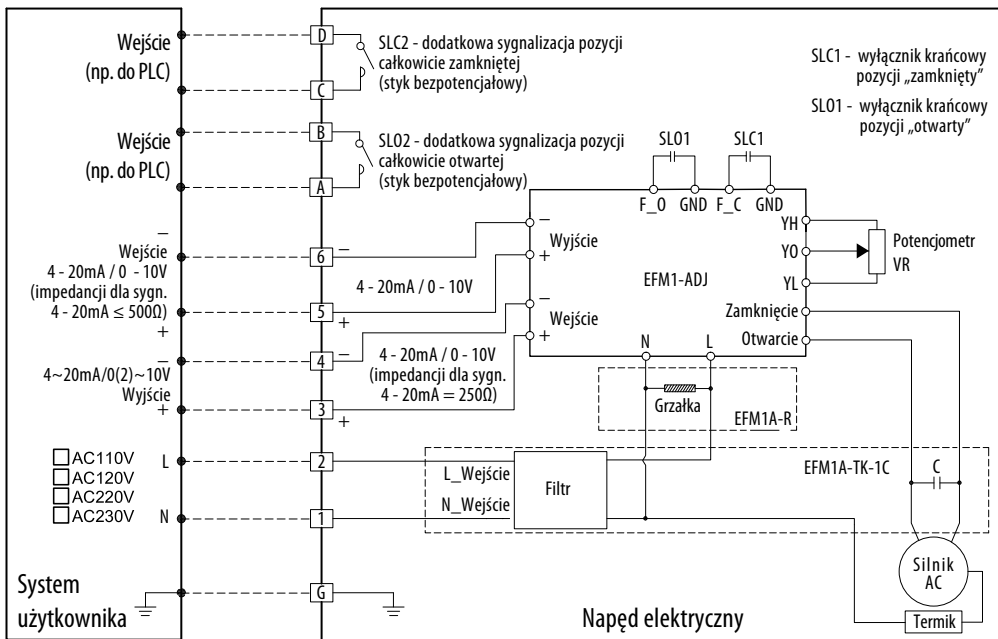 Wejście
(np. do PLC)
D
SLC2 - dodatkowa sygnalizacja pozycji
całkowicie zamkniętej
(styk bezpotencjałowy)
C
SLC1 - wyłącznik krańcowy
pozycji „zamknięty”
SLO1 - wyłącznik krańcowy
pozycji „otwarty”
Wejście
(np. do PLC)
B
SLO2 - dodatkowa sygnalizacja pozycji
całkowicie otwartej
(styk bezpotencjałowy)
A
SLO1
SLC1
F_O
GND
F_C
GND
−
Wejście
4 - 20mA / 0 - 10V
(impedancji dla sygn.
4 - 20mA ≤ 500Ω)
+
6
−
4 - 20mA / 0 - 10V
5
+
−
Wyjście
+
EFM1-ADJ
−
Wejście
+
YH
YO
YL
Potencjometr
VR
Zamknięcie
Otwarcie
N
L
−
4~20mA/0(2)~10V
Wyjście
+
4
−
4 - 20mA / 0 - 10V
(impedancji dla sygn.
4 - 20mA = 250Ω)
3
+
Grzałka
EFM1A-R
AC110V
AC120V
AC220V
AC230V
L
N
2
1
L_Wejście
N_Wejście
Filtr
EFM1A-TK-1C
C
Silnik
AC
Termik
System
użytkownika
G
Napęd elektryczny